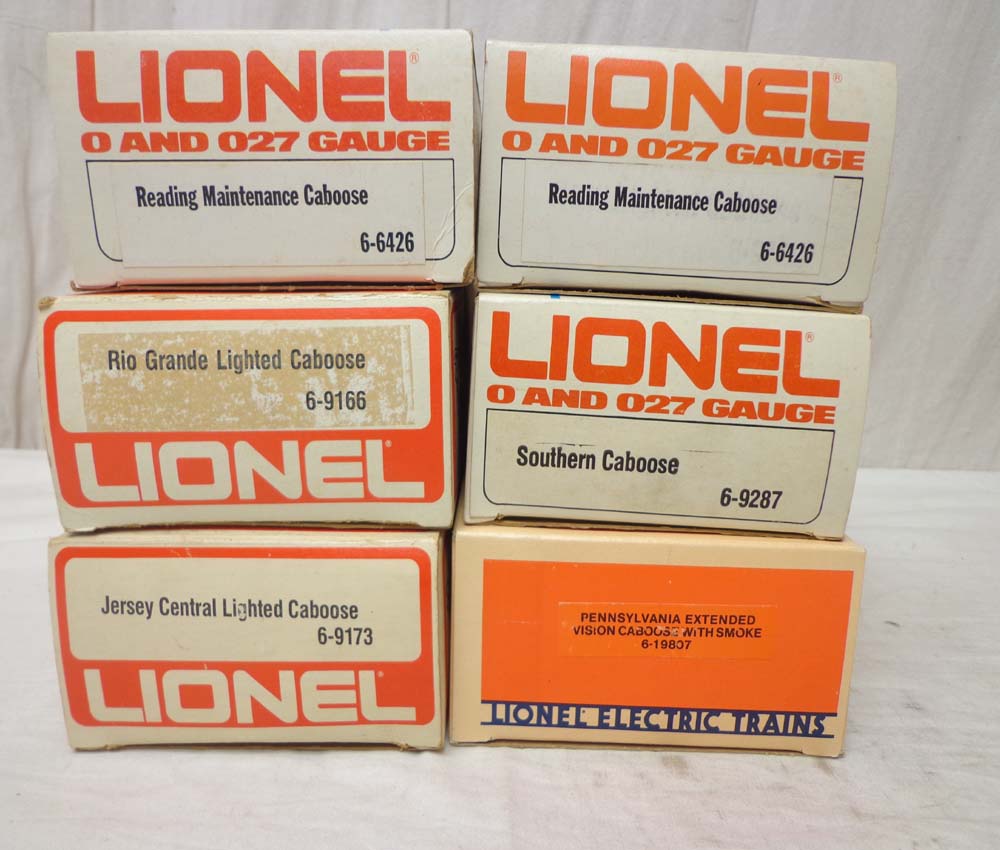 LIONEL®
O AND 027 GAUGE
Reading Maintenance Caboose
6-6426
LIONEL®
O AND 027 GAUGE
Reading Maintenance Caboose
6-6426
Rio Grande Lighted Caboose
6-9166
LIONEL®
LIONEL®
O AND 027 GAUGE
Southern Caboose
6-9287
Jersey Central Lighted Caboose
6-9173
LIONEL®
PENNSYLVANIA EXTENDED
VISION CABOOSE WITH SMOKE
6-19807
LIONEL ELECTRIC TRAINS